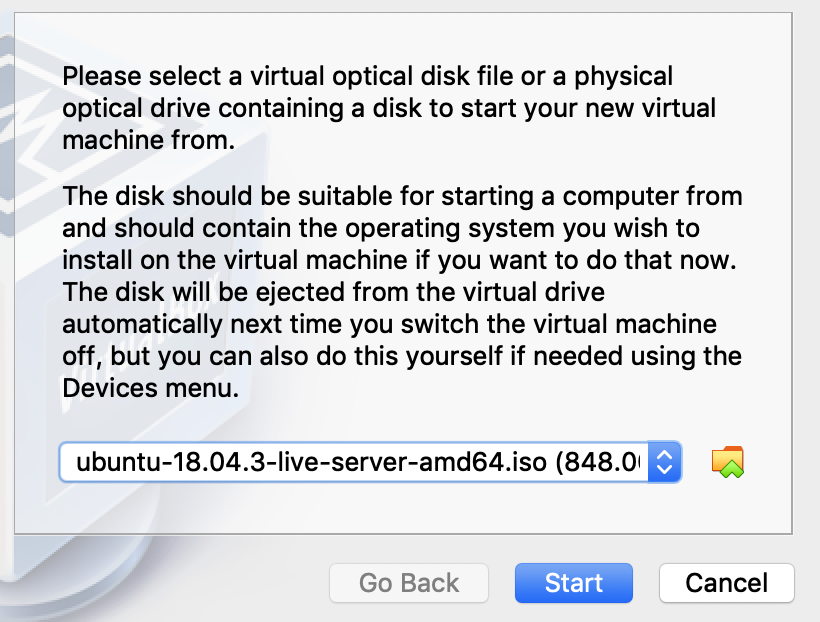 Please select a virtual optical disk file or a physical
optical drive containing a disk to start your new virtual
machine from.
The disk should be suitable for starting a computer from
and should contain the operating system you wish to
install on the virtual machine if you want to do that now.
The disk will be ejected from the virtual drive
automatically next time you switch the virtual machine
off, but you can also do this yourself if needed using the
Devices menu.
ubuntu-18.04.3-live-server-amd64.iso (848.0
Go Back
Start
Cancel